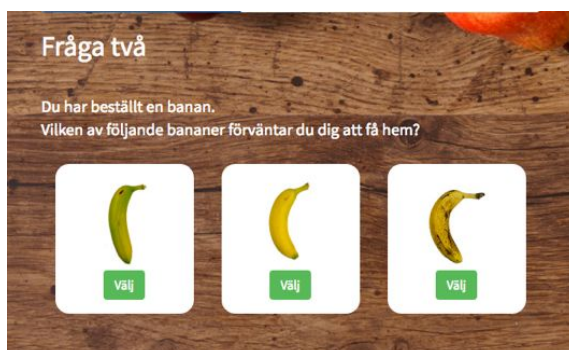 Fråga två
Du har beställt en banan.
Vilken av följande bananer förväntar du dig att få hem?
Välj
Välj
Välj